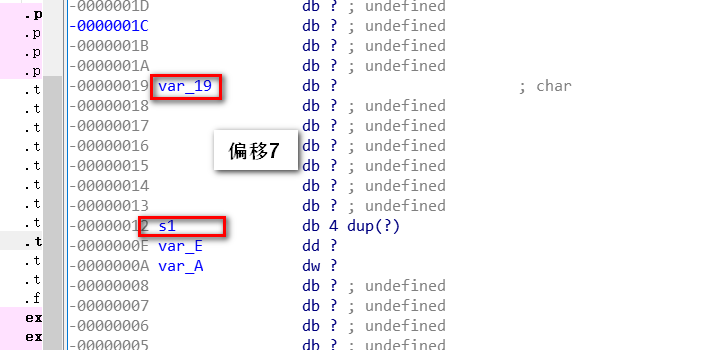 .p
.p
.p
.p
.t
.t
.t
.t
.t
.t
.t
.t
.t
.t
.f
ex
ex
-0000001D db ? ; undefined
-0000001C db ? ; undefined
-0000001B db ? ; undefined
-0000001A db ? ; undefined
-00000019 var_19 db ? ; char
-00000018 db ? ; undefined
-00000017 db ? ; undefined
-00000016 db ? ; undefined
偏移7
-00000015 db ? ; undefined
-00000014 db ? ; undefined
-00000013 db ? ; undefined
-00000012 s1 db 4 dup(?)
-0000000E var_E dd ?
-0000000A var_A dw ?
-00000008 db ? ; undefined
-00000007 db ? ; undefined
-00000006 db ? ; undefined
-00000005 db ? ; undefined